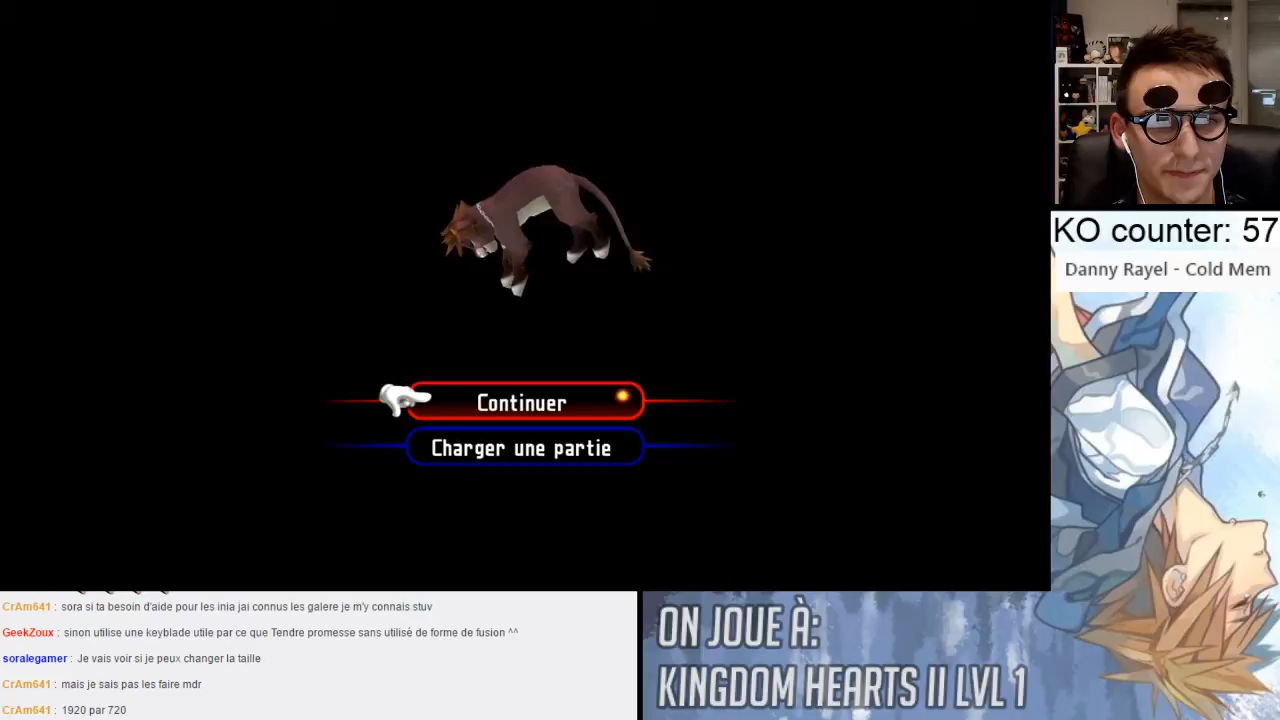 KO counter: 57
Danny Rayel - Cold Mem
Continuer
Charger une partie
CrAm641 : sora si ta besoin d'aide pour les inia jai connus les galere je m'y connais stuv
GeekZoux : sinon utilise une keyblade utile par ce que Tendre promesse sans utilisé de forme de fusion ^^
soralegamer : Je vais voir si je peux changer la taille
CrAm641 : mais je sais pas les faire mdr
CrAm641 : 1920 par 720
ON JOUE À:
KINGDOM HEARTS II LVL 1